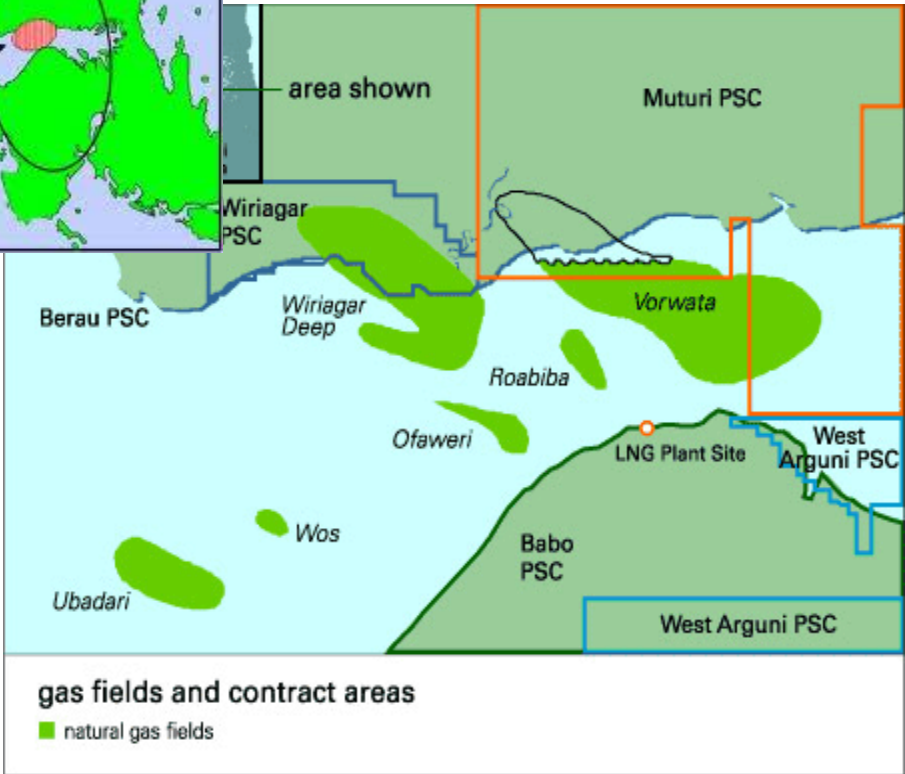 area shown
Muturi PSC
Wiriagar
PSC
Berau PSC
Wiriagar
Deep
Vorwata
Roabiba
Ofaweri
LNG Plant Site
West
Arguni PSC
Wos
Babo
PSC
Ubadari
West Arguni PSC
gas fields and contract areas
natural gas fields